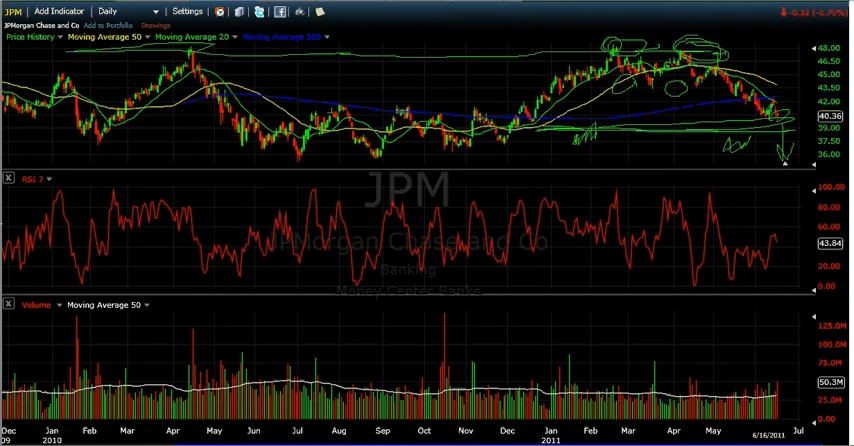 JPM Add Indicator Daily Settings -0.32 (-0.79%)
JPMorgan Chase and Co Add to Portfolio Drawings
Price History Moving Average 50 Moving Average 20 Moving Average 200
48.00
46.50
45.00
43.50
42.00
40.36
39.00
37.50
36.00
X RSI 7
JPM
JPMorgan Chase and Co
Banking
Money Center Banks
100.00
80.00
60.00
43.84
20.00
0.00
X Volume Moving Average 50
125.0M
100.0M
75.0M
50.3M
25.0M
0.00
Dec Jan Feb Mar Apr May Jun Jul Aug Sep Oct Nov Dec Jan Feb Mar Apr May 6/16/2011 Jul
09 2010 2011